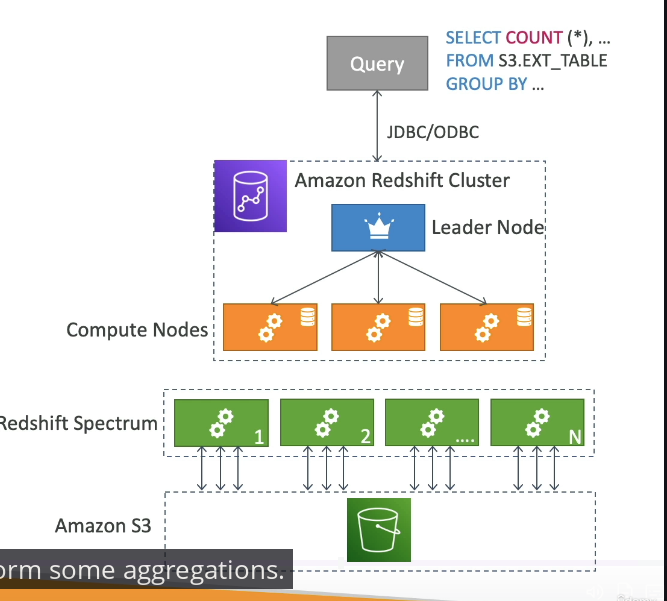 SELECT COUNT (*), ...
Query
FROM S3.EXT_TABLE
GROUP BY ...
JDBC/ODBC
Amazon Redshift Cluster
Leader Node
Compute Nodes
Redshift Spectrum
1
2
....
N
Amazon S3
orm some aggregations.